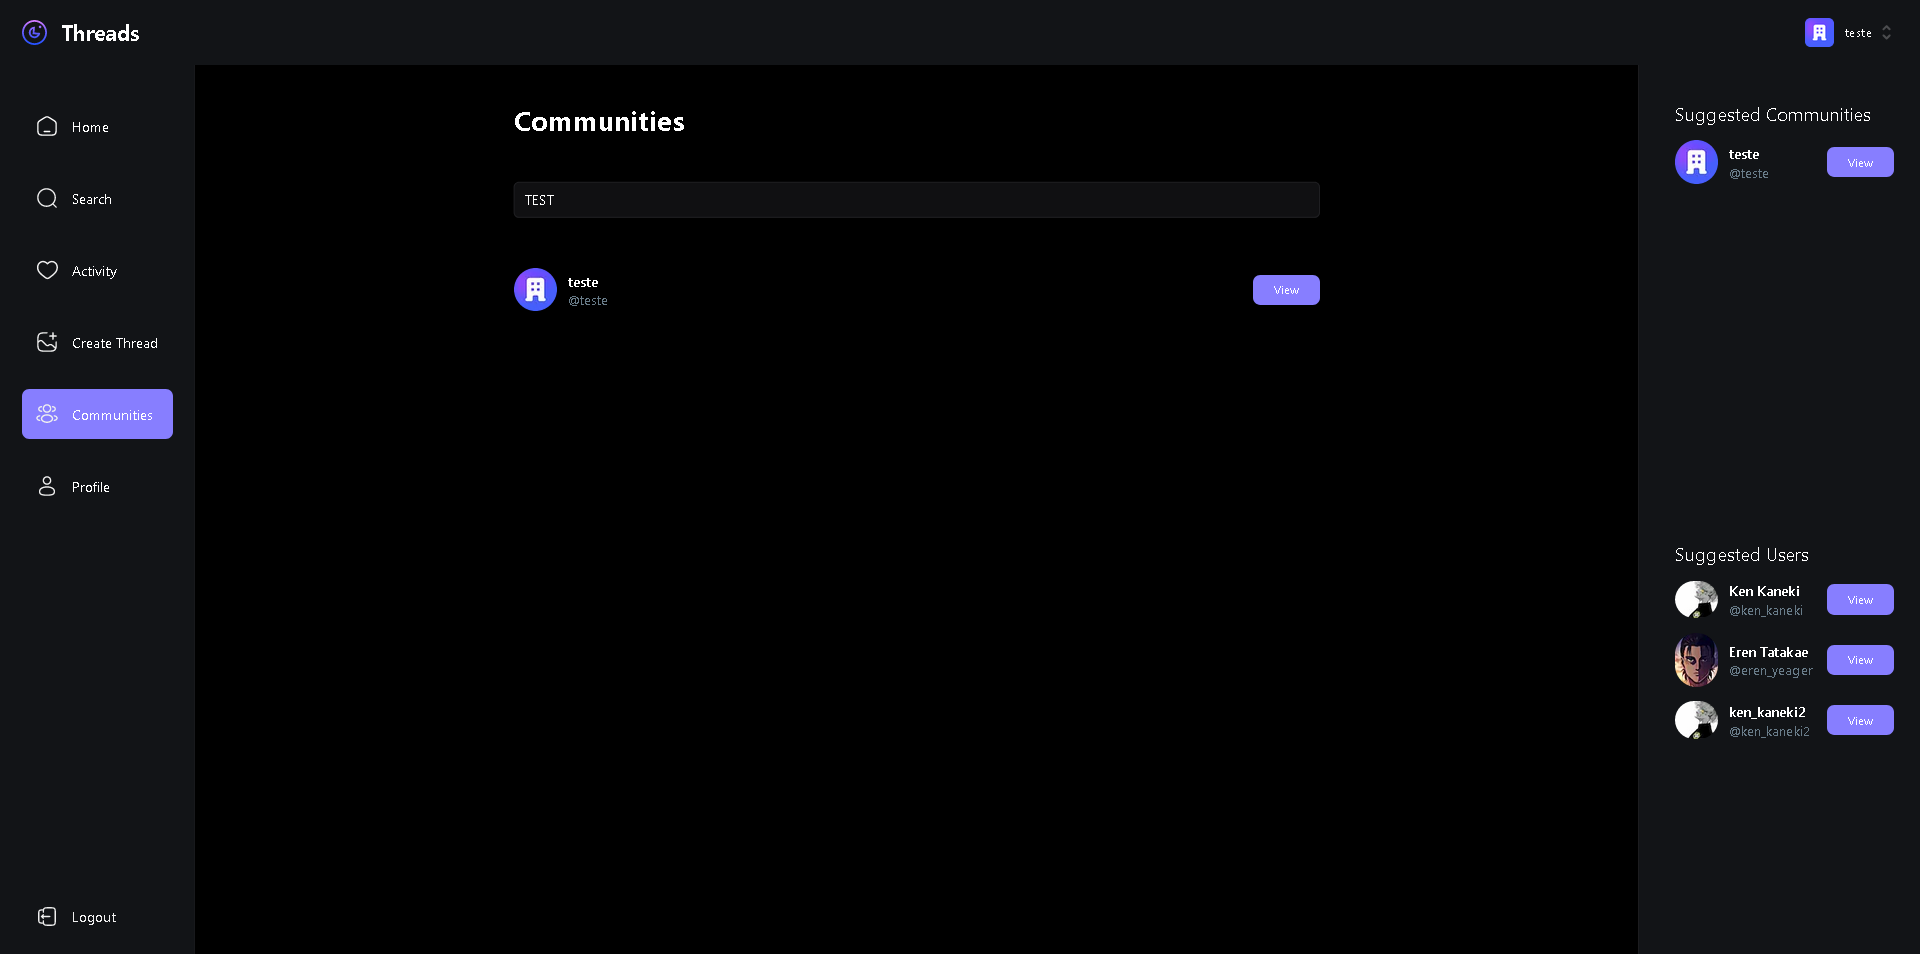 Threads
teste
Home
Search
Activity
Create Thread
Communities
Profile
Logout
Communities
TEST
teste
@teste
View
Suggested Communities
teste
@teste
View
Suggested Users
Ken Kaneki
@ken_kaneki
View
Eren Tatakae
@eren_yeager
View
ken_kaneki2
@ken_kaneki2
View